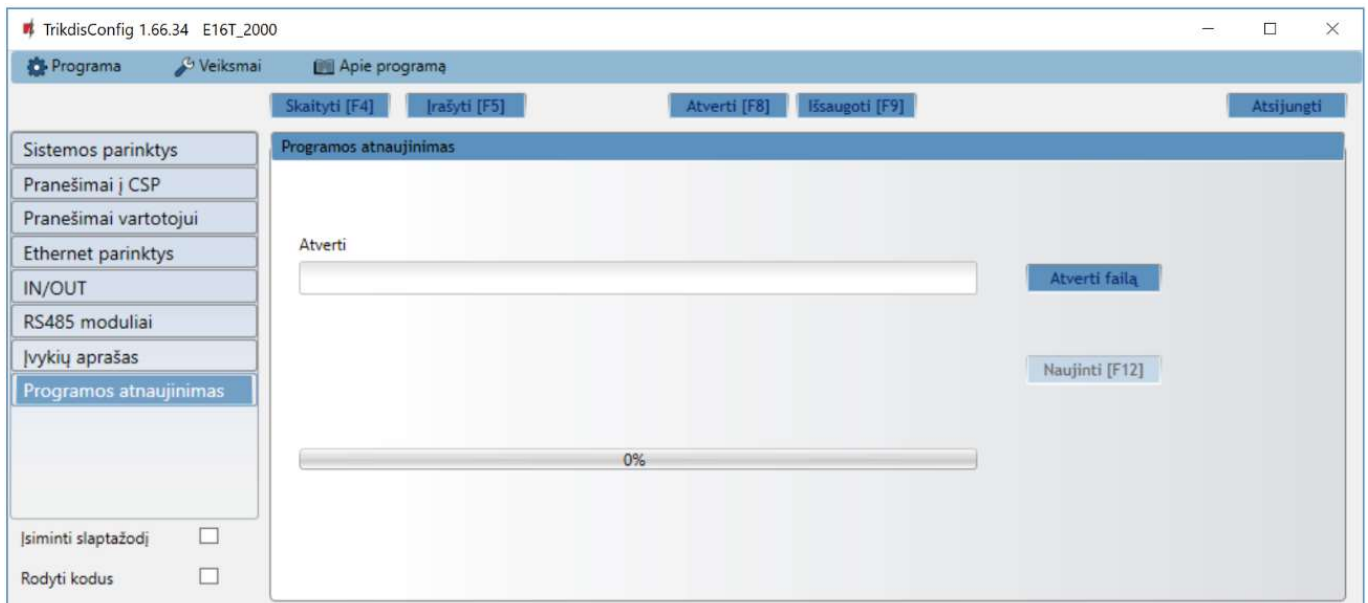 TrikdisConfig 1.66.34 E16T_2000
Programa Veiksmai Apie programą
Skaityti [F4] Įrašyti [F5] Atverti [F8] Išsaugoti [F9] Atsijungti
Sistemos parinktys
Pranešimai į CSP
Pranešimai vartotojui
Ethernet parinktys
IN/OUT
RS485 moduliai
Įvykių aprašas
Programos atnaujinimas
Įsiminti slaptažodį
Rodyti kodus
Programos atnaujinimas
Atverti
Atverti failą
Naujinti [F12]
0%